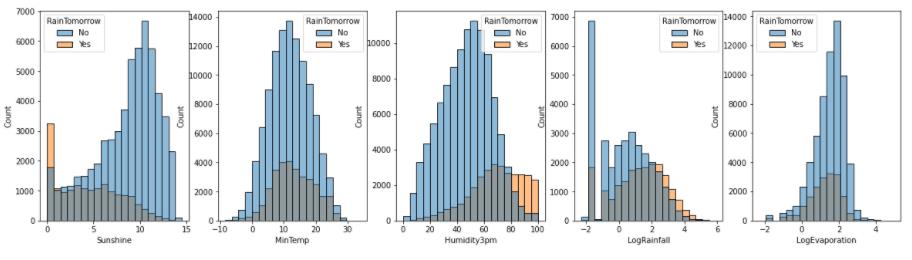 RainTomorrow
No
Yes
7000
6000
5000
4000
3000
2000
1000
0
Count
0 5 10 15
Sunshine
RainTomorrow
No
Yes
14000
12000
10000
8000
6000
4000
2000
0
Count
−10 0 10 20 30
MinTemp
RainTomorrow
No
Yes
10000
8000
6000
4000
2000
0
Count
0 20 40 60 80 100
Humidity3pm
RainTomorrow
No
Yes
7000
6000
5000
4000
3000
2000
1000
0
Count
−2 0 2 4 6
LogRainfall
RainTomorrow
No
Yes
14000
12000
10000
8000
6000
4000
2000
0
Count
−2 0 2 4
LogEvaporation